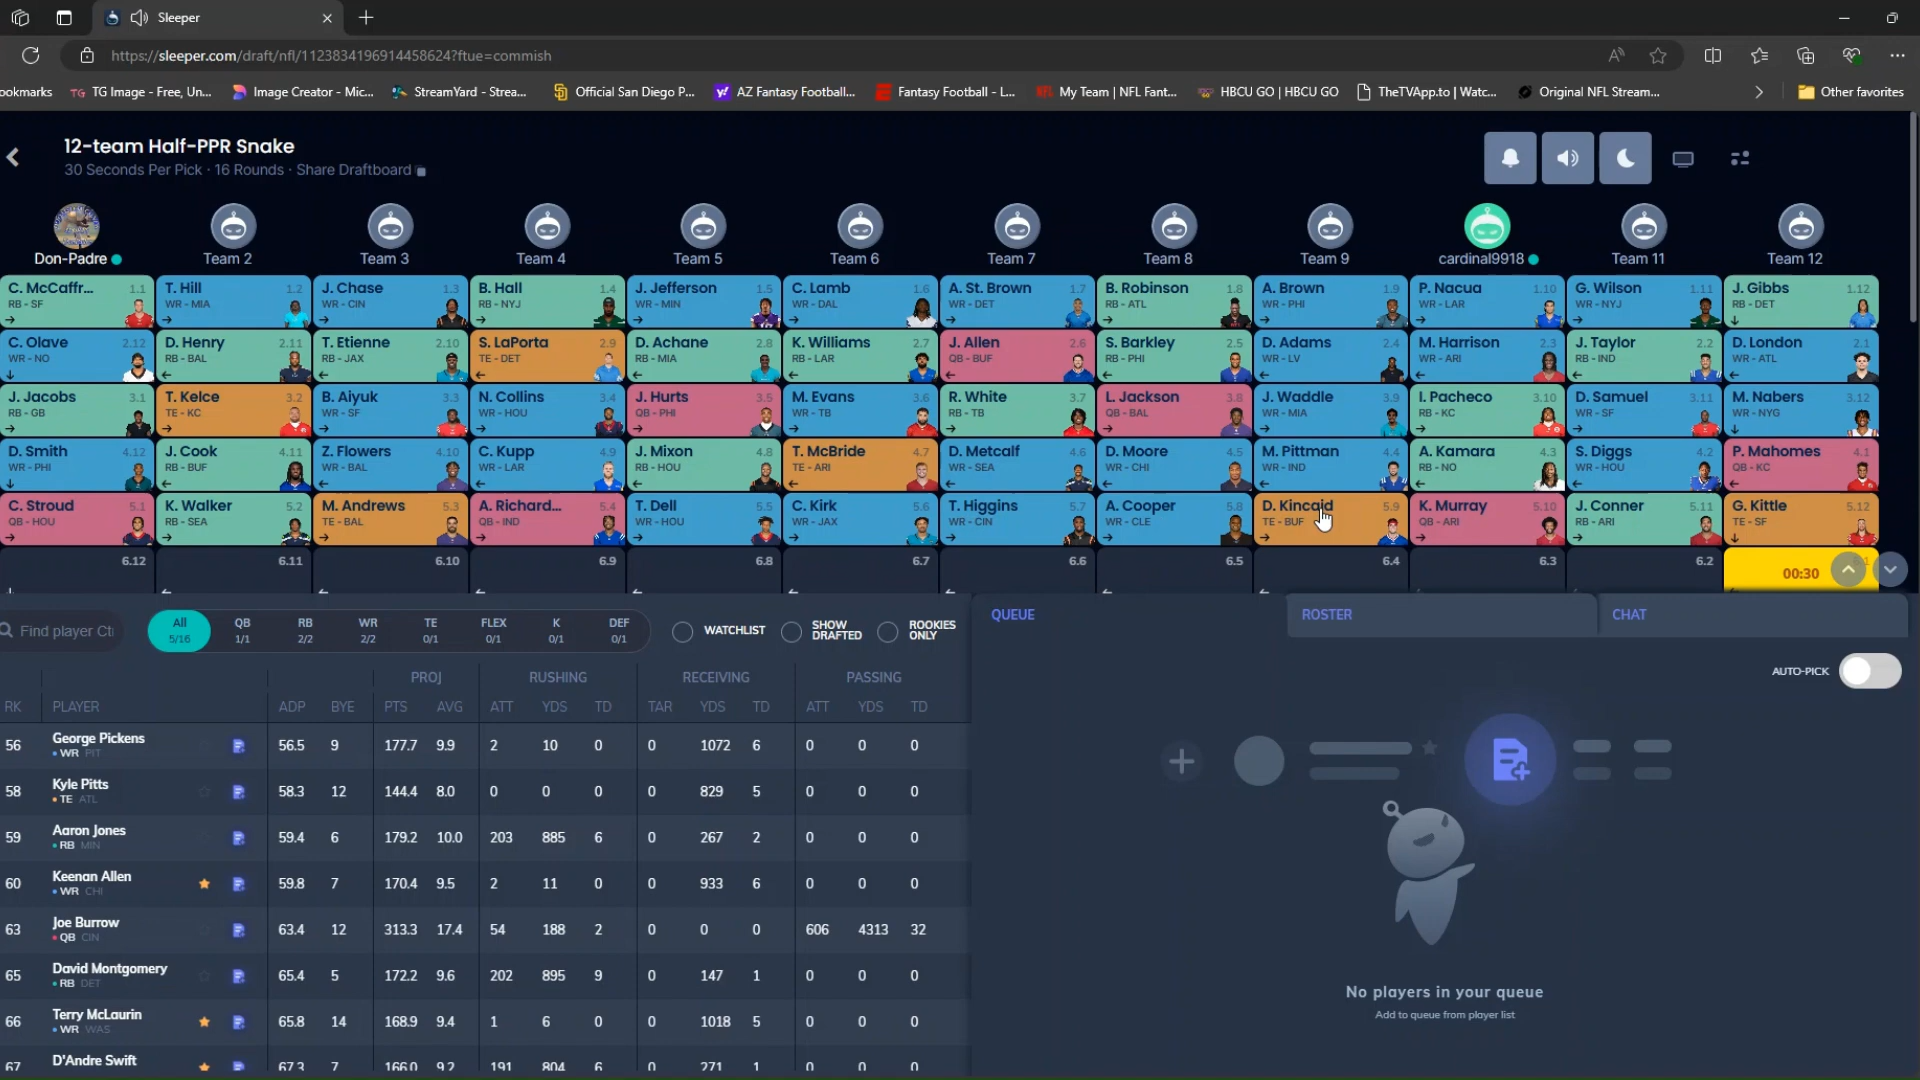 Sleeper
https://sleeper.com/draft/nfl/1123834196914458624?ftue=commish
ookmarks TG Image - Free, Un... Image Creator - Mic... StreamYard - Strea... Official San Diego P... AZ Fantasy Football... Fantasy Football - L... My Team | NFL Fant... HBCU GO | HBCU GO TheTVApp.to | Watc... Original NFL Stream... Other favorites
12-team Half-PPR Snake
30 Seconds Per Pick · 16 Rounds · Share Draftboard
Don-Padre Team 2 Team 3 Team 4 Team 5 Team 6 Team 7 Team 8 Team 9 cardinal9918 Team 11 Team 12
C. McCaffr... 1.1 T. Hill 1.2 J. Chase 1.3 B. Hall 1.4 J. Jefferson 1.5 C. Lamb 1.6 A. St. Brown 1.7 B. Robinson 1.8 A. Brown 1.9 P. Nacua 1.10 G. Wilson 1.11 J. Gibbs 1.12
RB - SF WR - MIA WR - CIN RB - NYJ WR - MIN WR - DAL WR - DET RB - ATL WR - PHI WR - LAR WR - NYJ RB - DET
C. Olave 2.12 D. Henry 2.11 T. Etienne 2.10 S. LaPorta 2.9 D. Achane 2.8 K. Williams 2.7 J. Allen 2.6 S. Barkley 2.5 D. Adams 2.4 M. Harrison 2.3 J. Taylor 2.2 D. London 2.1
WR - NO RB - BAL RB - JAX TE - DET RB - MIA RB - LAR QB - BUF RB - PHI WR - LV WR - ARI RB - IND WR - ATL
J. Jacobs 3.1 T. Kelce 3.2 B. Aiyuk 3.3 N. Collins 3.4 J. Hurts 3.5 M. Evans 3.6 R. White 3.7 L. Jackson 3.8 J. Waddle 3.9 I. Pacheco 3.10 D. Samuel 3.11 M. Nabers 3.12
RB - GB TE - KC WR - SF WR - HOU QB - PHI WR - TB RB - TB QB - BAL WR - MIA RB - KC WR - SF WR - NYG
D. Smith 4.12 J. Cook 4.11 Z. Flowers 4.10 C. Kupp 4.9 J. Mixon 4.8 T. McBride 4.7 D. Metcalf 4.6 D. Moore 4.5 M. Pittman 4.4 A. Kamara 4.3 S. Diggs 4.2 P. Mahomes 4.1
WR - PHI RB - BUF WR - BAL WR - LAR RB - HOU TE - ARI WR - SEA WR - CHI WR - IND RB - NO WR - HOU QB - KC
C. Stroud 5.1 K. Walker 5.2 M. Andrews 5.3 A. Richard... 5.4 T. Dell 5.5 C. Kirk 5.6 T. Higgins 5.7 A. Cooper 5.8 D. Kincaid 5.9 K. Murray 5.10 J. Conner 5.11 G. Kittle 5.12
QB - HOU RB - SEA TE - BAL QB - IND WR - HOU WR - JAX WR - CIN WR - CLE TE - BUF QB - ARI RB - ARI TE - SF
6.12 6.11 6.10 6.9 6.8 6.7 6.6 6.5 6.4 6.3 6.2
00:30
Find player Ct
All QB RB WR TE FLEX K DEF
5/16 1/1 2/2 2/2 0/1 0/1 0/1 0/1
WATCHLIST SHOW DRAFTED ROOKIES ONLY
QUEUE ROSTER CHAT
AUTO-PICK
PROJ RUSHING RECEIVING PASSING
RK PLAYER ADP BYE PTS AVG ATT YDS TD TAR YDS TD ATT YDS TD
56 George Pickens 56.5 9 177.7 9.9 2 10 0 0 1072 6 0 0 0
WR PIT
58 Kyle Pitts 58.3 12 144.4 8.0 0 0 0 0 829 5 0 0 0
TE ATL
59 Aaron Jones 59.4 6 179.2 10.0 203 885 6 0 267 2 0 0 0
RB MIN
60 Keenan Allen 59.8 7 170.4 9.5 2 11 0 0 933 6 0 0 0
WR CHI
63 Joe Burrow 63.4 12 313.3 17.4 54 188 2 0 0 0 606 4313 32
QB CIN
65 David Montgomery 65.4 5 172.2 9.6 202 895 9 0 147 1 0 0 0
RB DET
66 Terry McLaurin 65.8 14 168.9 9.4 1 6 0 0 1018 5 0 0 0
WR WAS
67 D'Andre Swift 67.3 7 166.0 9.2 191 804 6 0 271 1 0 0 0
No players in your queue
Add to queue from player list